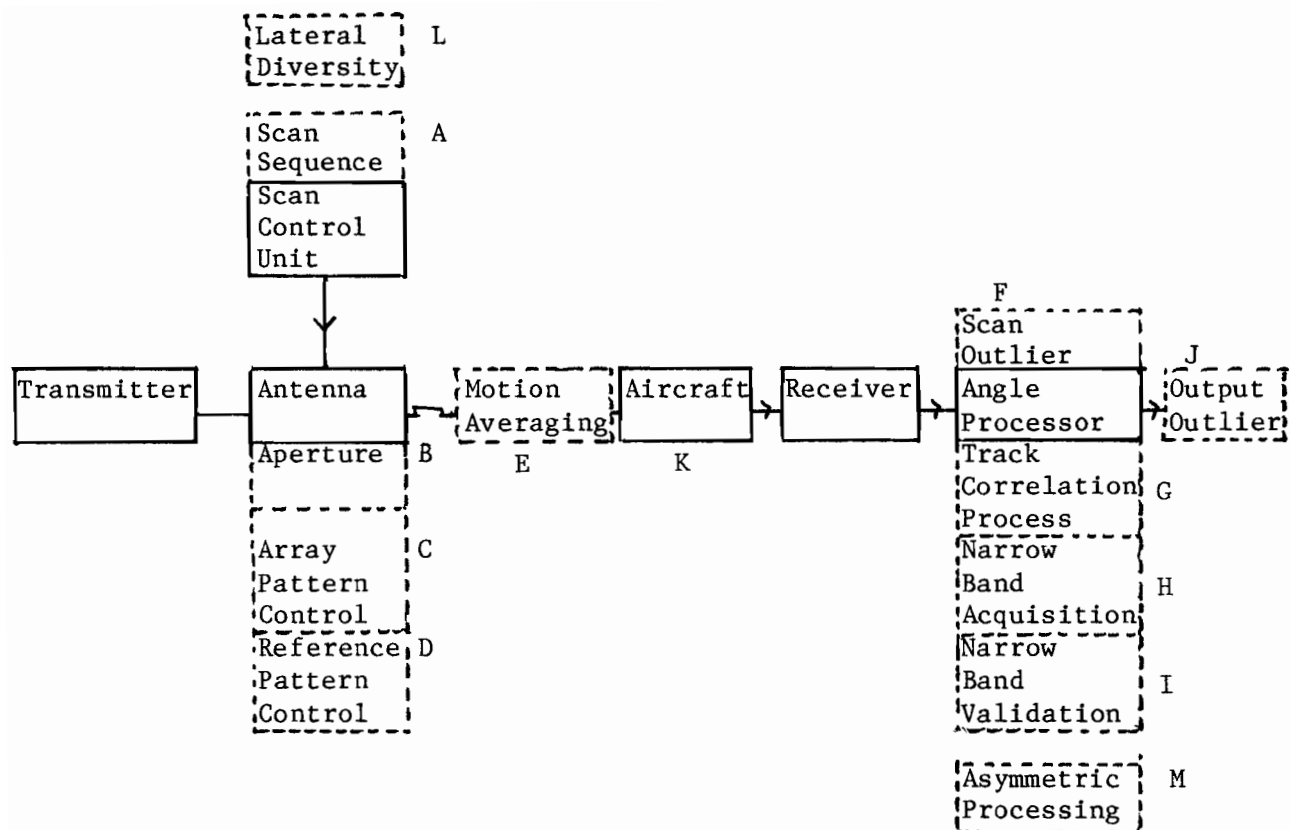 Lateral L
Diversity
Scan A
Sequence
Scan
Control
Unit
F
Scan
Outlier
J
Transmitter Antenna Motion Aircraft Receiver Angle Output
Averaging Processor Outlier
E K
Aperture B
Array C
Pattern
Control
Reference D
Pattern
Control
Track
Correlation G
Process
Narrow
Band H
Acquisition
Narrow
Band I
Validation
Asymmetric M
Processing